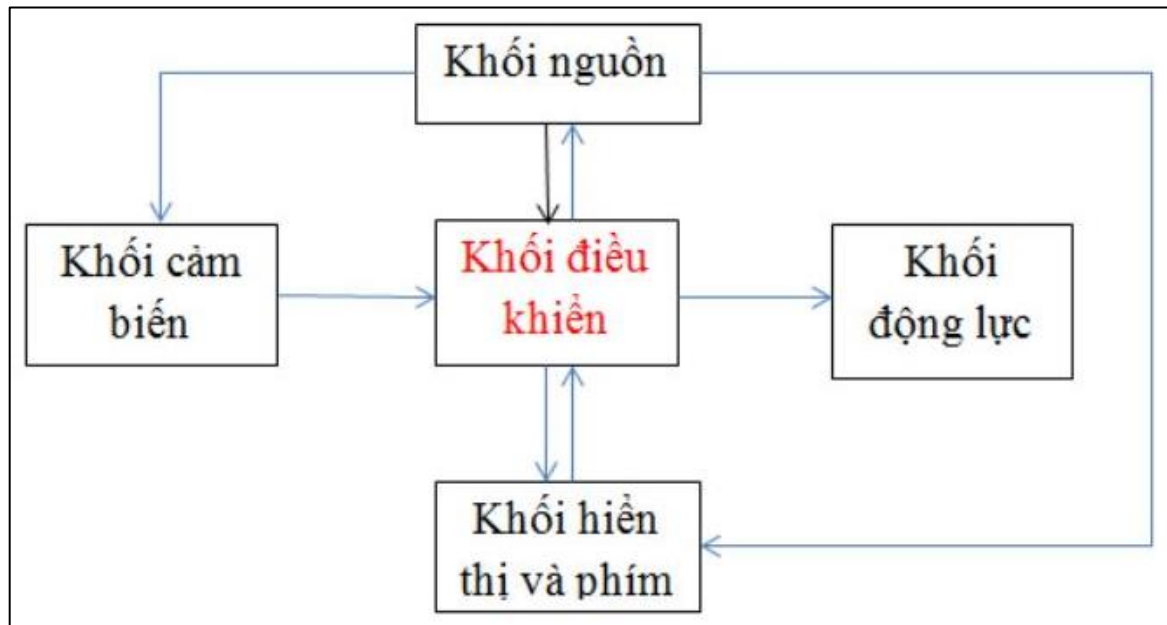 Khối nguồn
Khối cảm
biến
Khối điều
khiển
Khối
động lực
Khối hiển
thị và phím